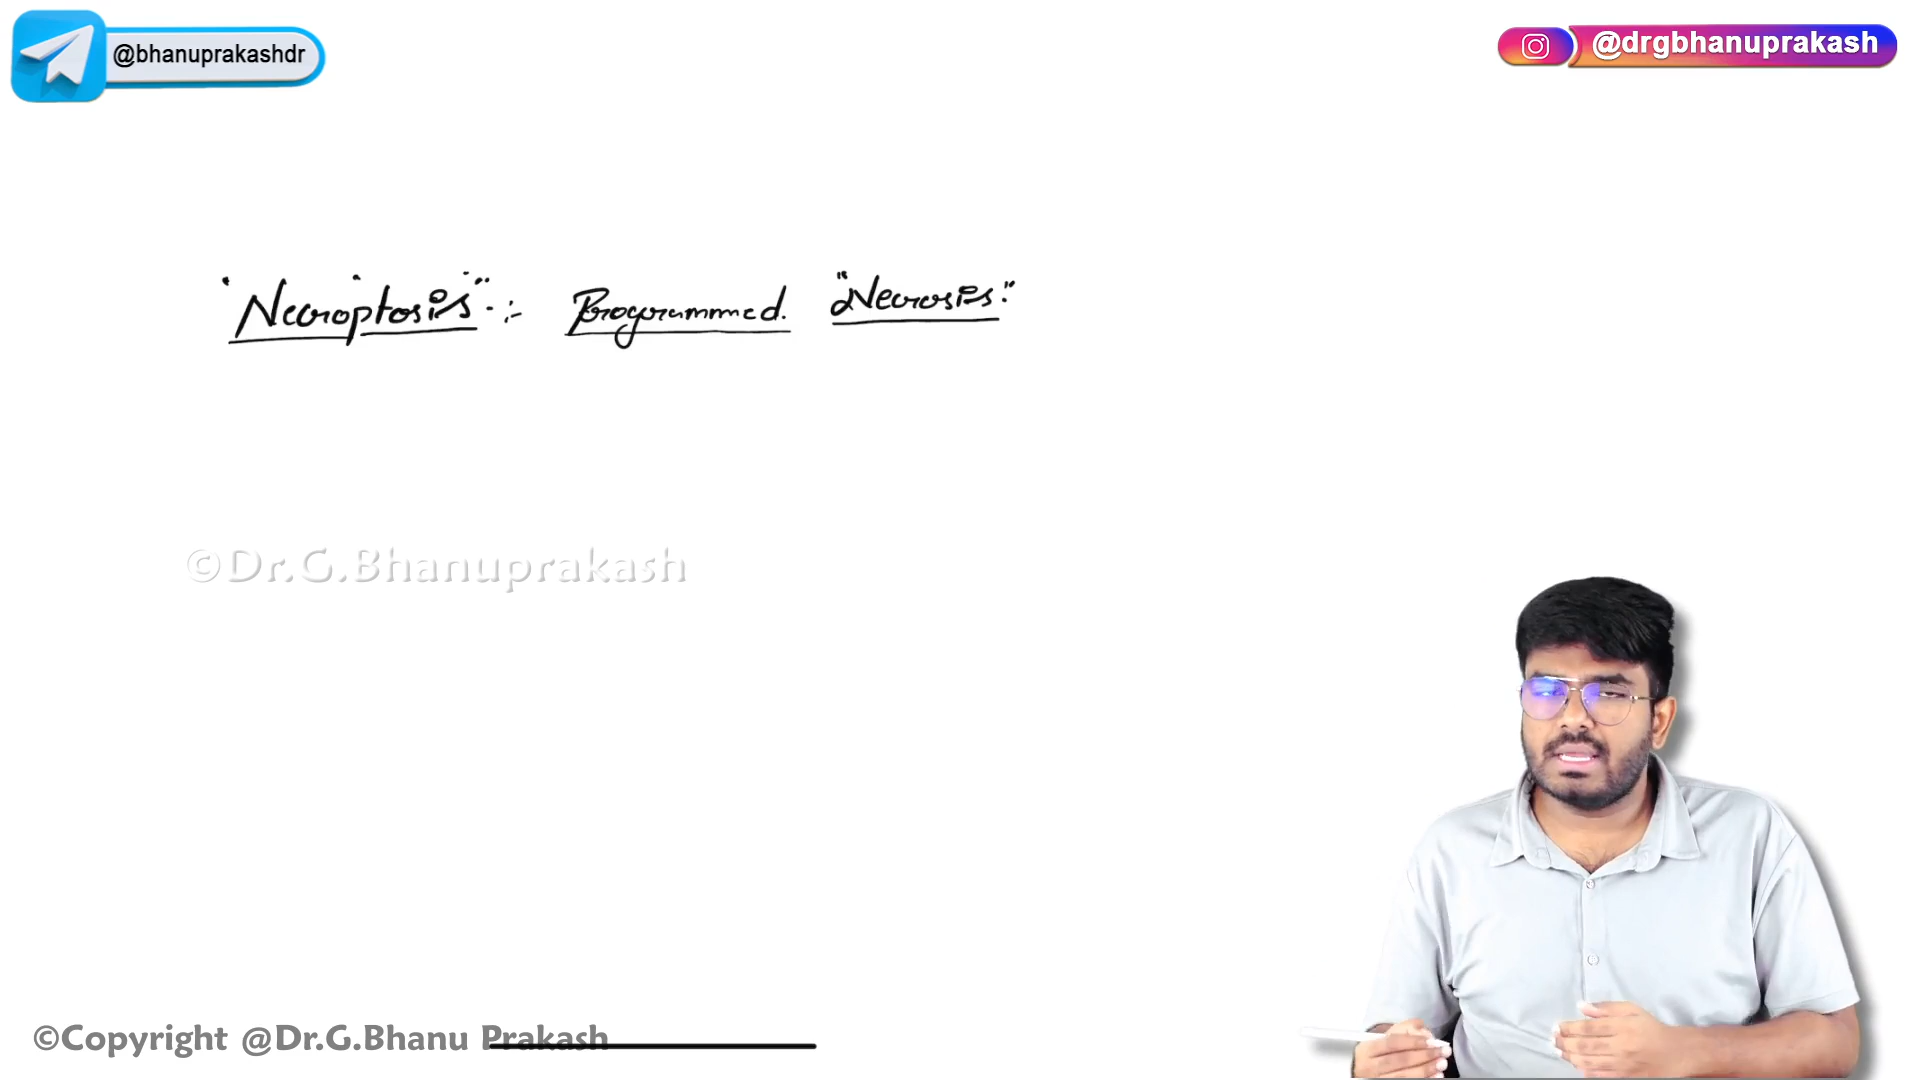 @bhanuprakashdr
@drgbhanuprakash
"Necroptosis" :- Programmed. "Necrosis."
©Dr.G.Bhanuprakash
©Copyright @Dr.G.Bhanu Prakash